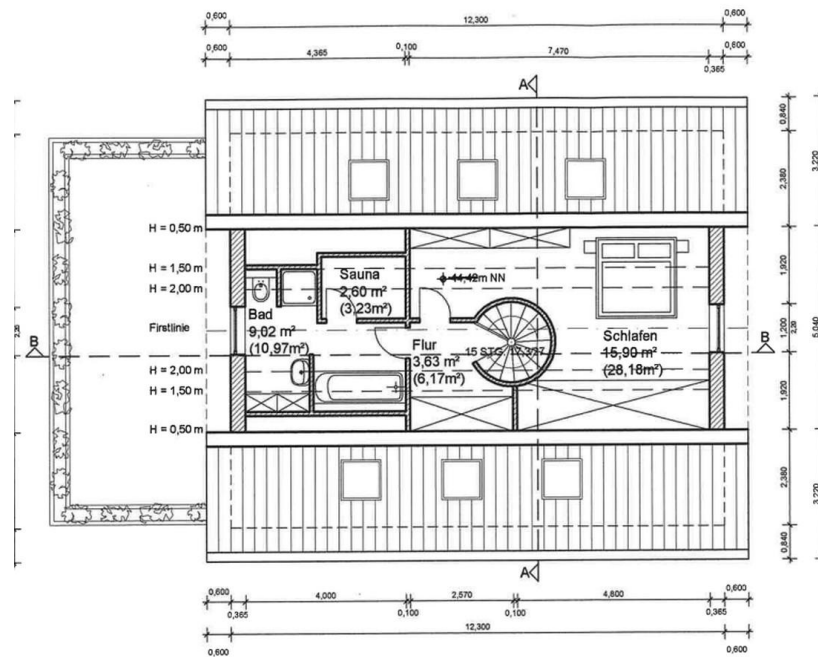 0,600
12,300
0,600
0,600
4,365
0,100
7,470
0,600
0,365
A
0,840
3,220
2,380
H = 0,50 m
H = 1,50 m
H = 2,00 m
Firstlinie
H = 2,00 m
H = 1,50 m
H = 0,50 m
Sauna
2,60 m²
(3,23m²)
44,42m NN
Bad
9,02 m²
(10,97m²)
Flur
3,63 m²
(6,17m²)
15 STG
Schlafen
15,90 m²
(28,18m²)
B
B
1,920
1,200
2,20
5,040
1,920
2,20
2,380
3,220
0,840
A
0,600
4,000
2,570
4,800
0,600
0,365
0,100
0,100
0,365
12,300
0,600
0,600